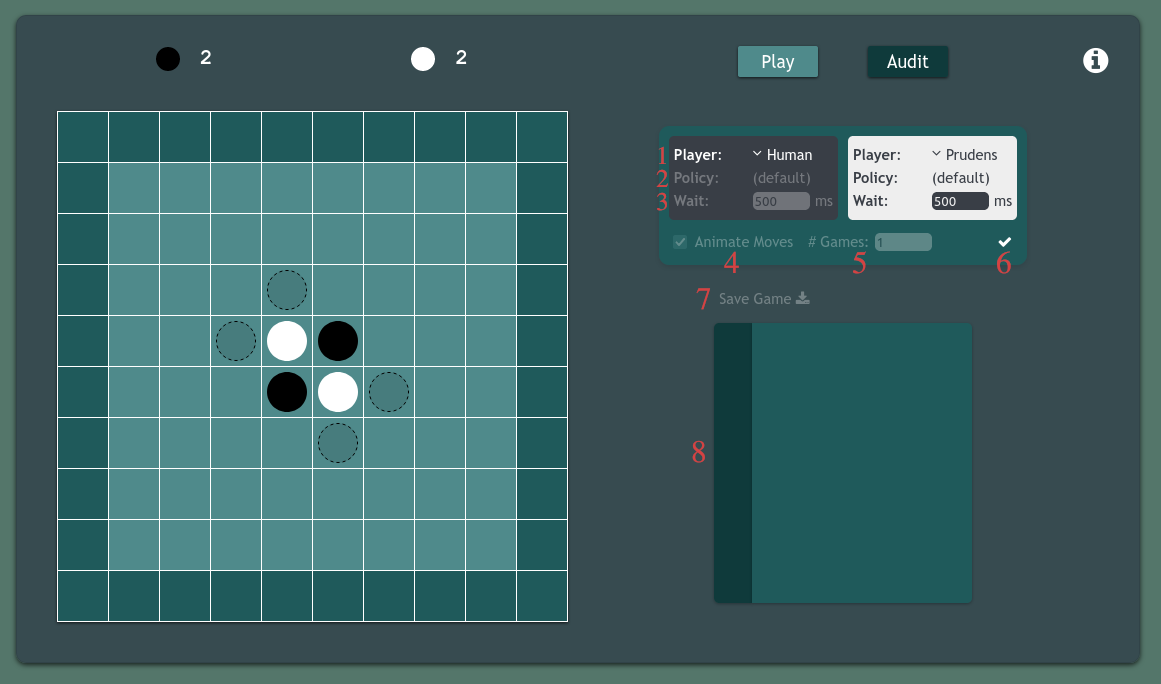 2 2 Play Audit
1 Player: Human Player: Prudens
2 Policy: (default) Policy: (default)
3 Wait: 500 ms Wait: 500 ms
Animate Moves # Games: 1
4 5 6
7 Save Game
8